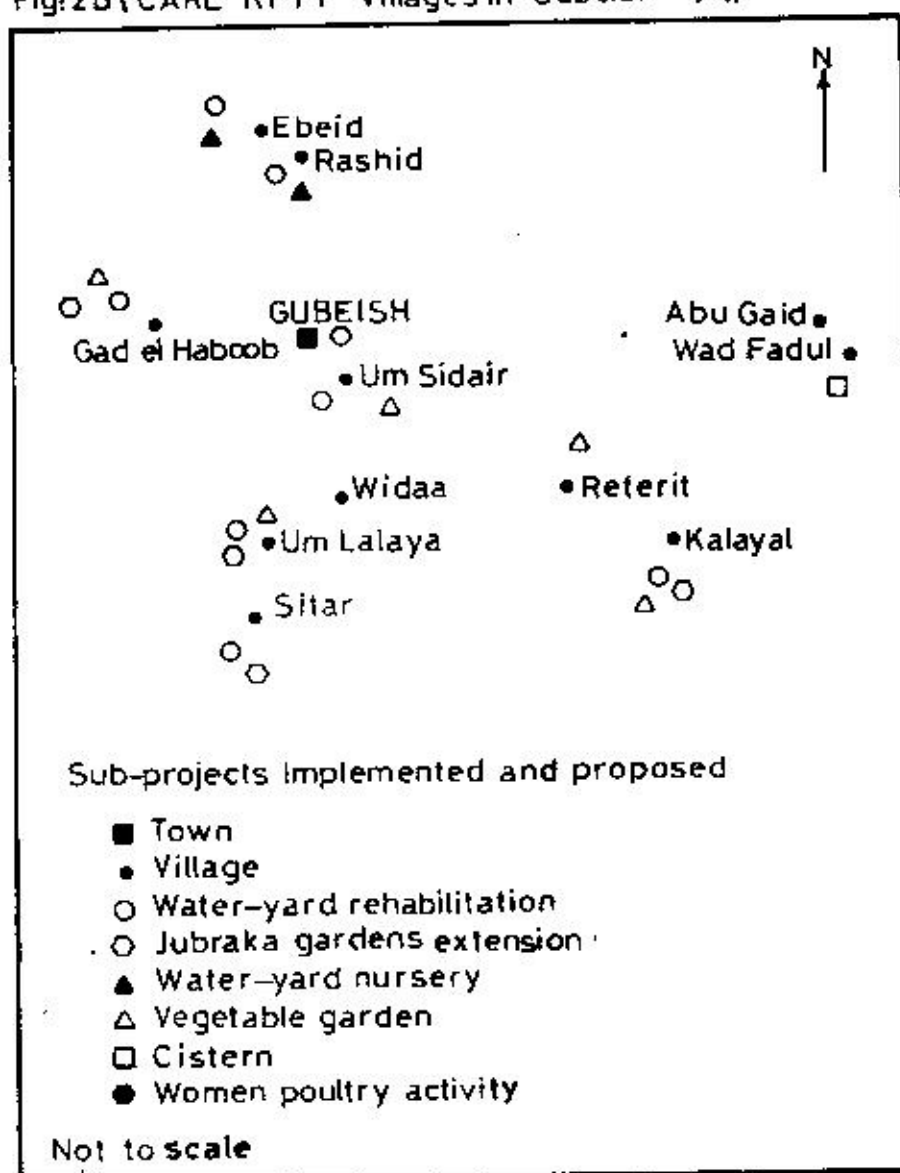 Villages in
N
Ebeid
Rashid
GUBEISH
Abu Gaid
Gad el Haboob
Wad Fadul
Um Sidair
Widaa
Reterit
Um Lalaya
Kalayal
Sitar
Sub-projects Implemented and proposed
Town
Village
Water-yard rehabilitation
Jubraka gardens extension
Water-yard nursery
Vegetable garden
Cistern
Women poultry activity
Not to scale